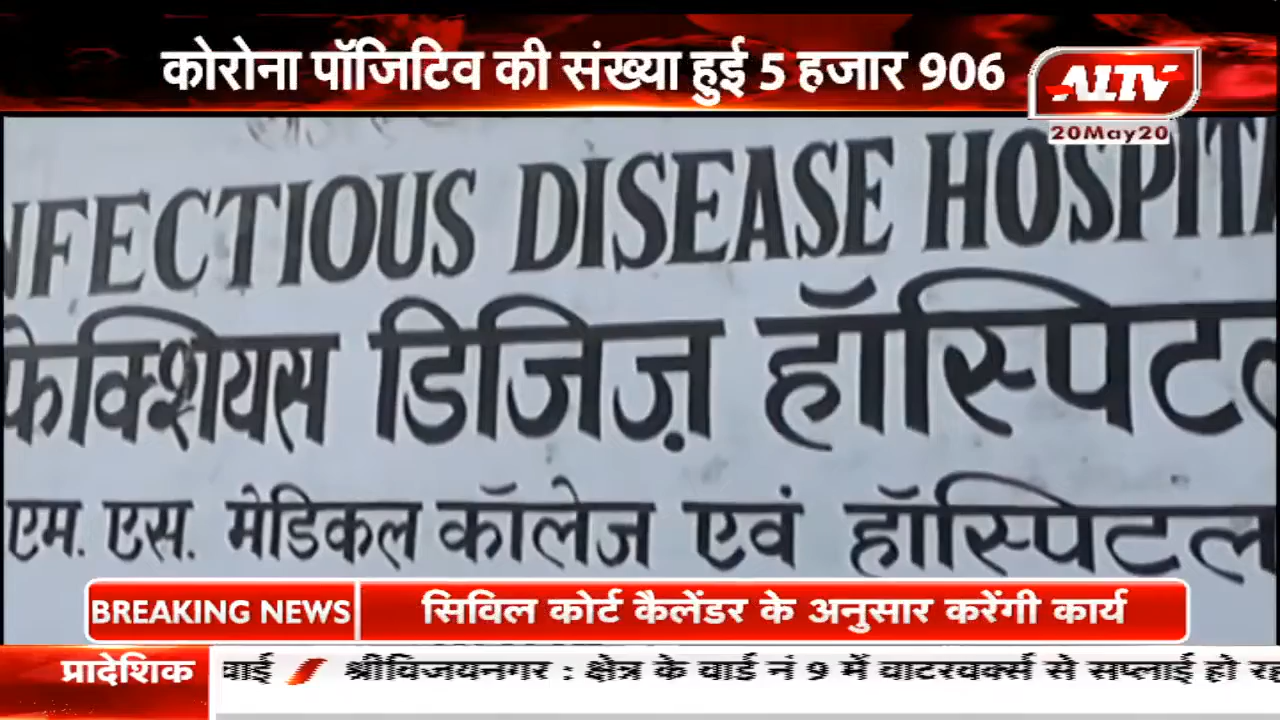 कोरोना पॉजिटिव की संख्या हुई 5 हजार 906
ALTV
20May20
NFECTIOUS DISEASE HOSPITA
फेक्शियस डिजिज़ हॉस्पिटल
एम. एस. मेडिकल कॉलेज एवं हॉस्पिटल
BREAKING NEWS सिविल कोर्ट कैलेंडर के अनुसार करेंगी कार्य
प्रादेशिक वाई / श्रीविजयनगर : क्षेत्र के वार्ड नं 9 में वाटरवर्क्स से सप्लाई हो